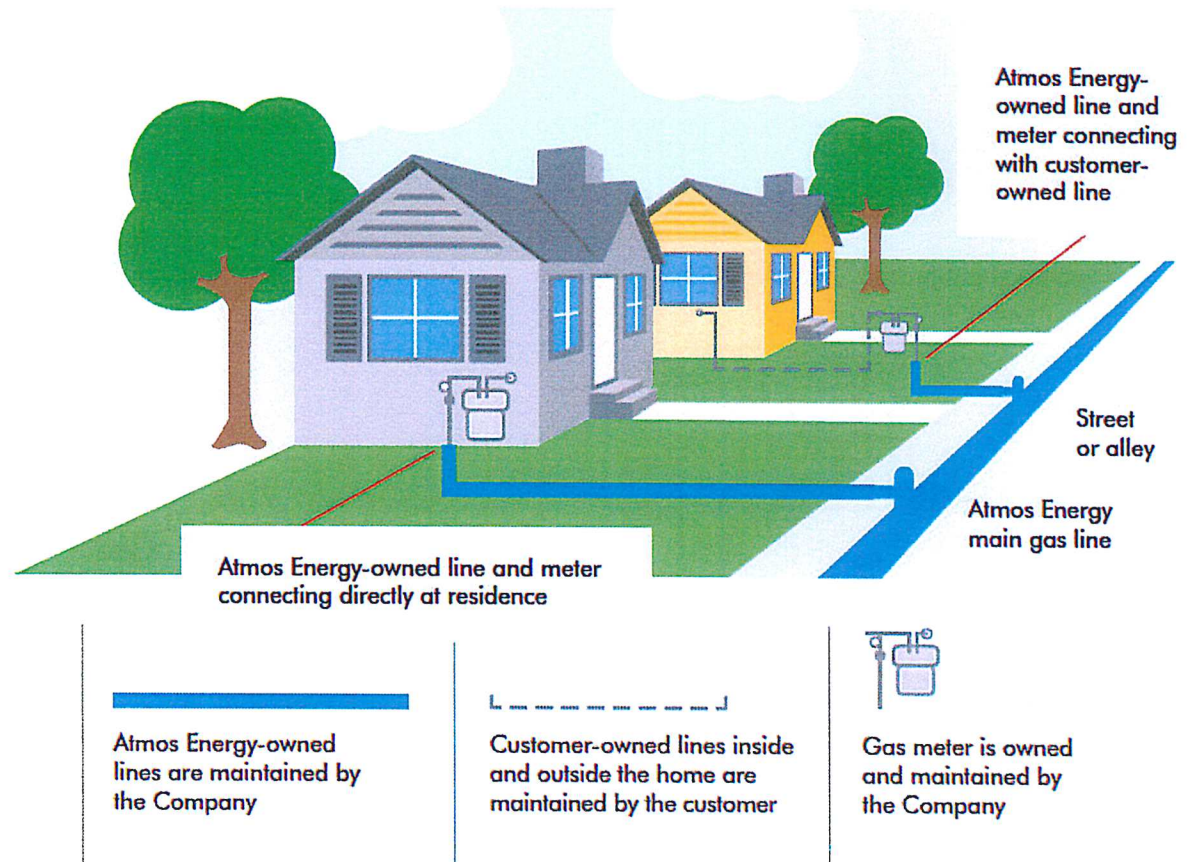 Atmos Energy-
owned line and
meter connecting
with customer-
owned line
Street
or alley
Atmos Energy
main gas line
Atmos Energy-owned line and meter
connecting directly at residence
Atmos Energy-owned
lines are maintained by
the Company
Customer-owned lines inside
and outside the home are
maintained by the customer
Gas meter is owned
and maintained by
the Company